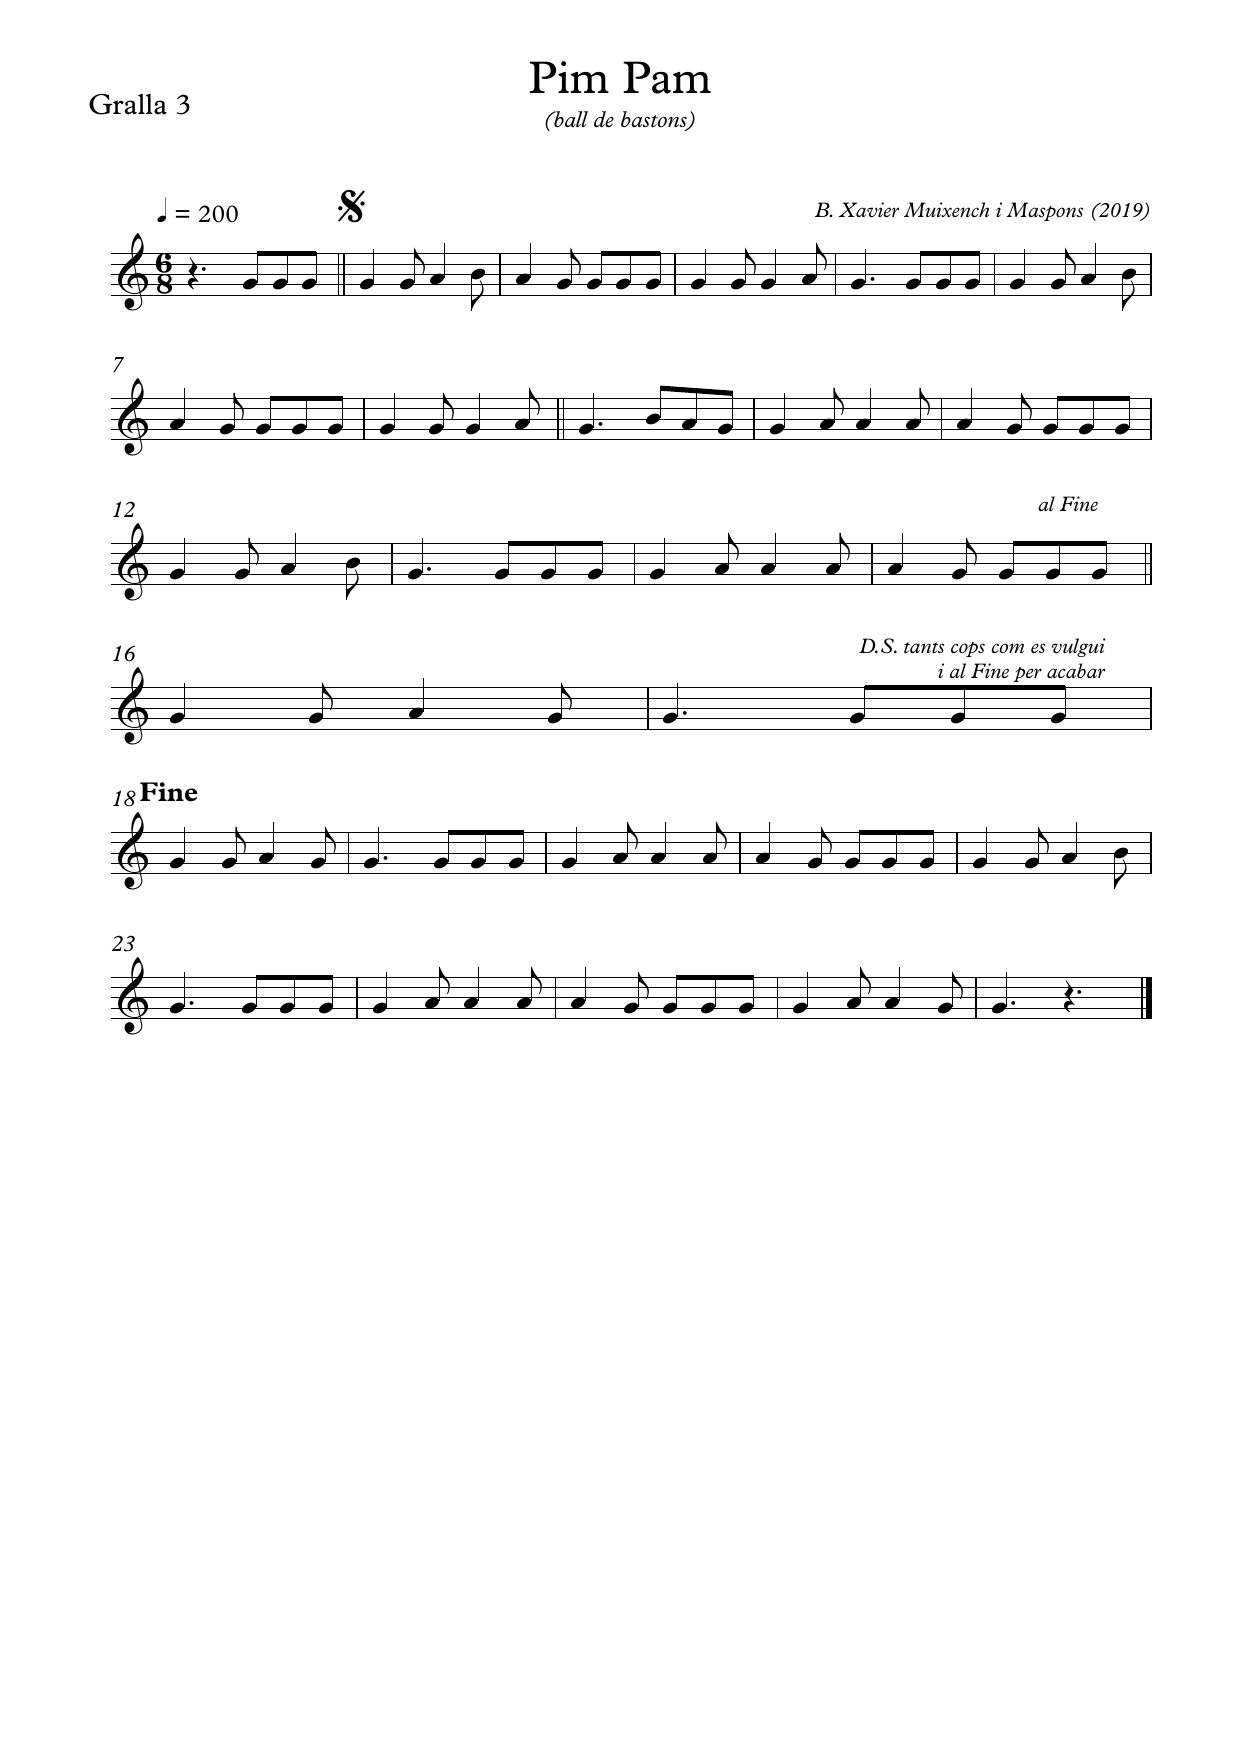 Pim Pam
Gralla 3
(ball de bastons)
= 200
B. Xavier Muixench i Maspons (2019)
6
8
7
12
al Fine
16
D.S. tants cops com es vulgui
i al Fine per acabar
18 Fine
23